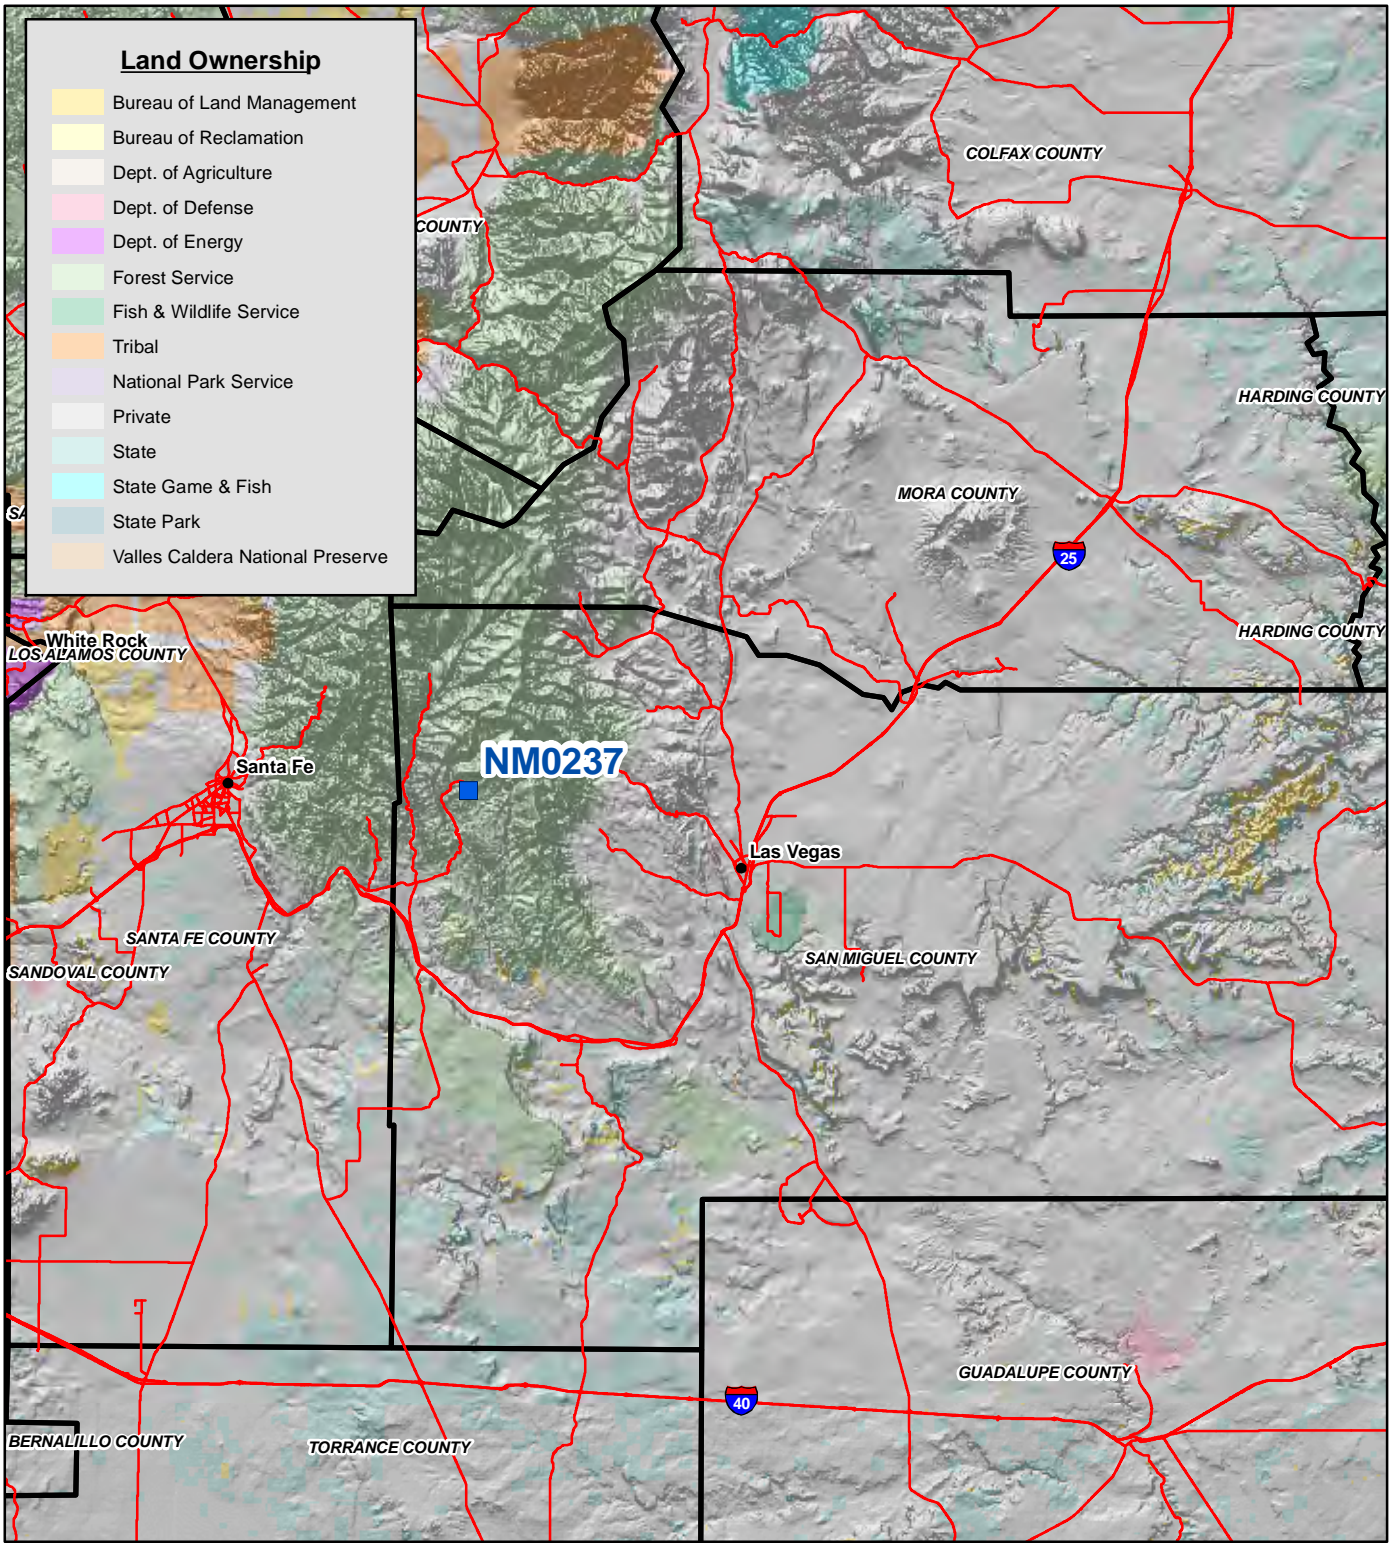 Land Ownership
Bureau of Land Management
Bureau of Reclamation
Dept. of Agriculture
Dept. of Defense
Dept. of Energy
Forest Service
Fish & Wildlife Service
Tribal
National Park Service
Private
State
State Game & Fish
State Park
Valles Caldera National Preserve
COLFAX COUNTY
COUNTY
HARDING COUNTY
MORA COUNTY
SA
25
HARDING COUNTY
White Rock
LOS ALAMOS COUNTY
NM0237
Santa Fe
Las Vegas
SANTA FE COUNTY
SAN MIGUEL COUNTY
SANDOVAL COUNTY
GUADALUPE COUNTY
40
BERNALILLO COUNTY
TORRANCE COUNTY